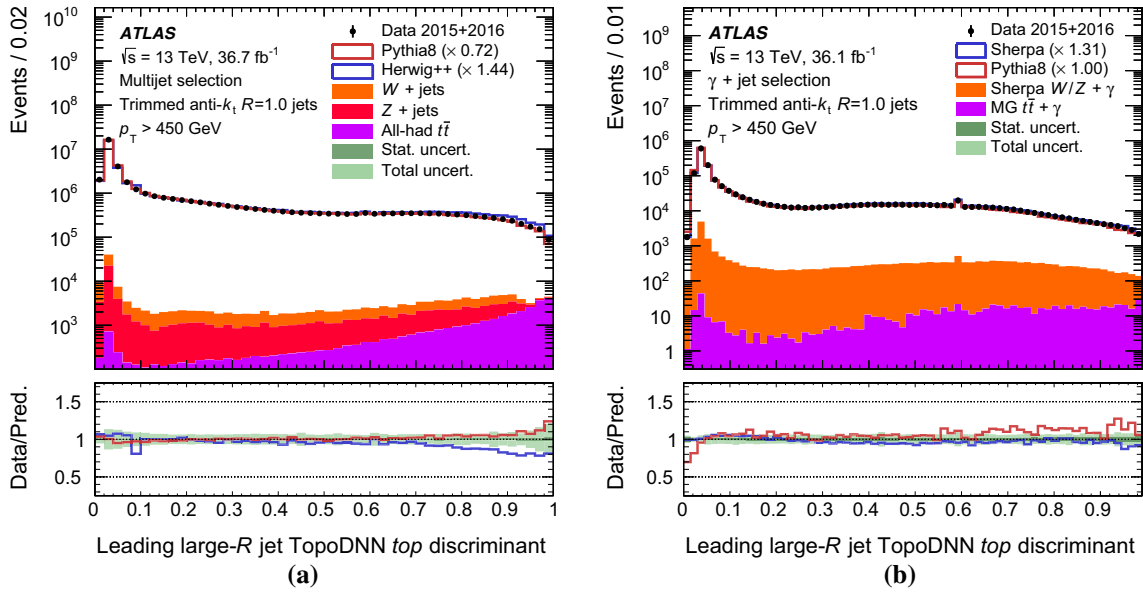 Events / 0.02
10¹⁰
10⁹
10⁸
10⁷
10⁶
10⁵
10⁴
10³
ATLAS
√s = 13 TeV, 36.7 fb⁻¹
Multijet selection
Trimmed anti-kₜ R=1.0 jets
p_T > 450 GeV
Data 2015+2016
Pythia8 (× 0.72)
Herwig++ (× 1.44)
W + jets
Z + jets
All-had tt̄
Stat. uncert.
Total uncert.
Data/Pred.
1.5
1
0.5
0 0.1 0.2 0.3 0.4 0.5 0.6 0.7 0.8 0.9 1
Leading large-R jet TopoDNN top discriminant
(a)
Events / 0.01
10⁹
10⁸
10⁷
10⁶
10⁵
10⁴
10³
10²
10
1
ATLAS
√s = 13 TeV, 36.1 fb⁻¹
γ + jet selection
Trimmed anti-kₜ R=1.0 jets
p_T > 450 GeV
Data 2015+2016
Sherpa (× 1.31)
Pythia8 (× 1.00)
Sherpa W/Z + γ
MG tt̄ + γ
Stat. uncert.
Total uncert.
Data/Pred.
1.5
1
0.5
0 0.1 0.2 0.3 0.4 0.5 0.6 0.7 0.8 0.9
Leading large-R jet TopoDNN top discriminant
(b)